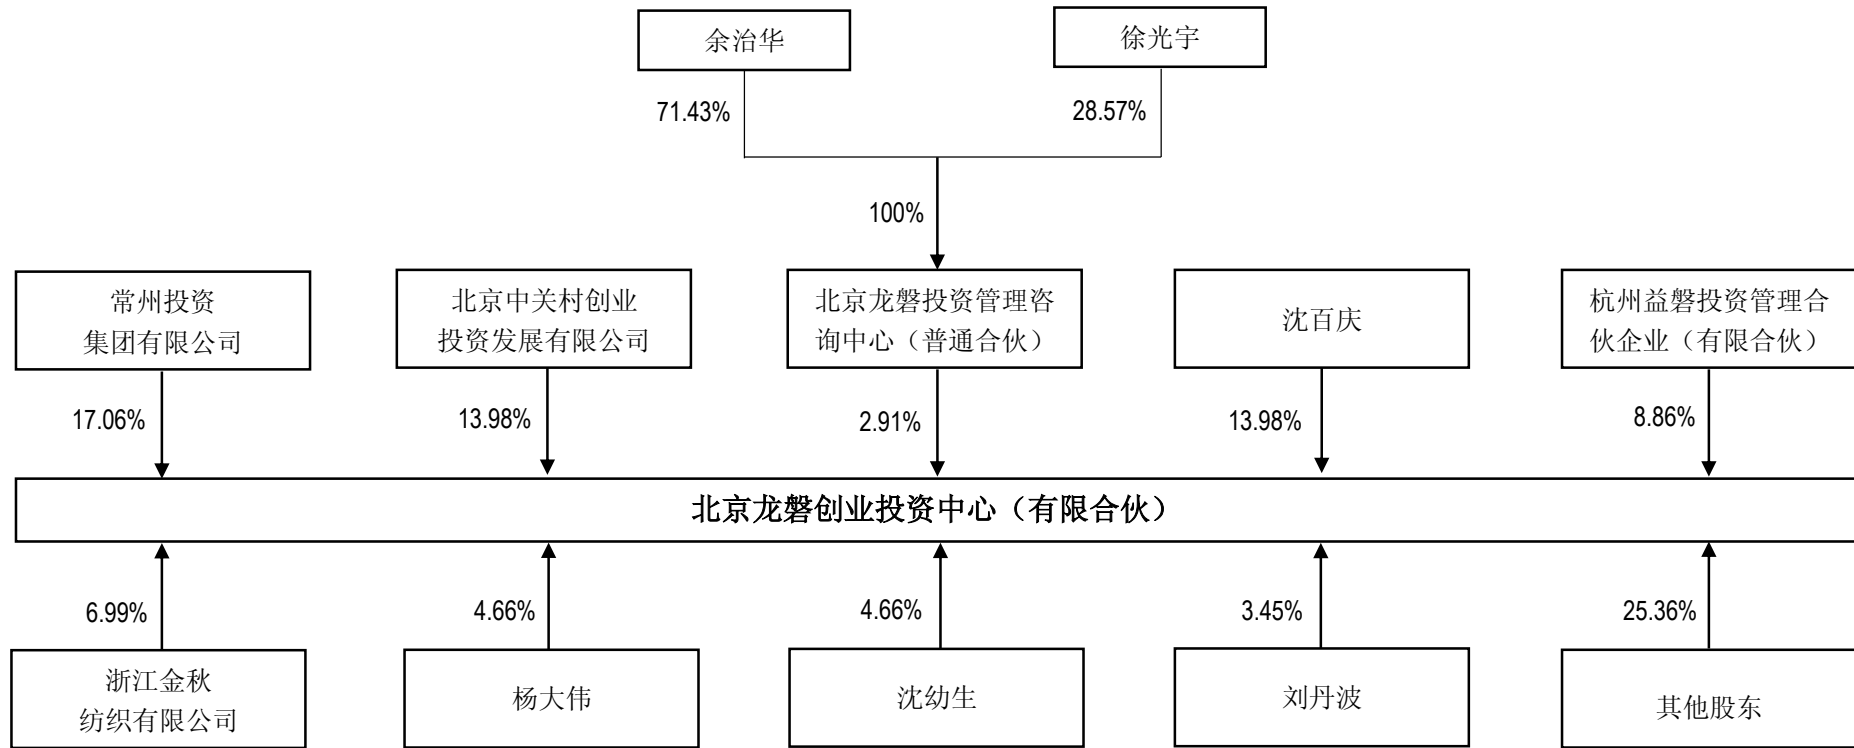 余治华
徐光宇
71.43%
28.57%
100%
常州投资
集团有限公司
北京中关村创业
投资发展有限公司
北京龙磐投资管理咨
询中心（普通合伙）
沈百庆
杭州益磐投资管理合
伙企业（有限合伙）
17.06%
13.98%
2.91%
13.98%
8.86%
北京龙磐创业投资中心（有限合伙）
6.99%
4.66%
4.66%
3.45%
25.36%
浙江金秋
纺织有限公司
杨大伟
沈幼生
刘丹波
其他股东